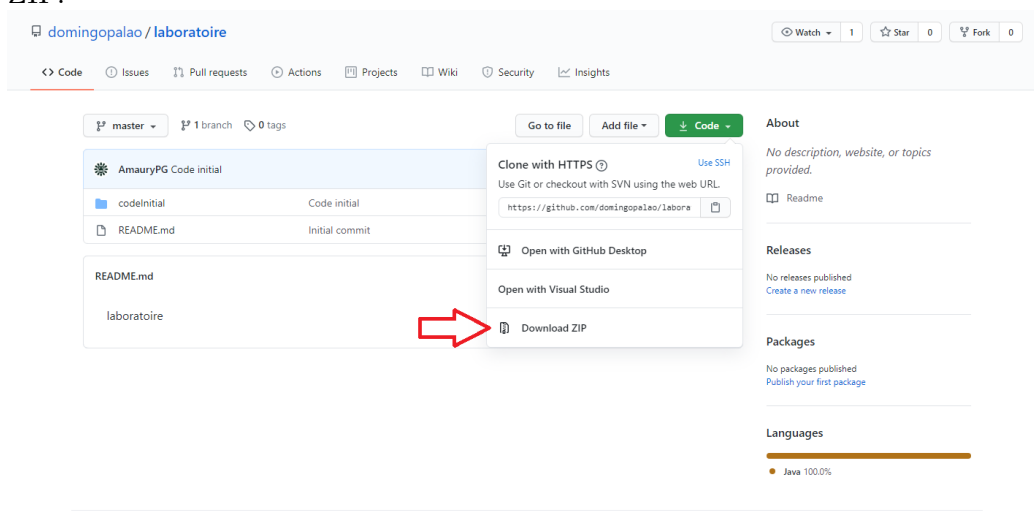 ZIP.
domingopalao / laboratoire
Watch 1 Star 0 Fork 0
Code Issues Pull requests Actions Projects Wiki Security Insights
master 1 branch 0 tags
Go to file Add file Code
AmauryPG Code initial
codeInitial Code initial
README.md Initial commit
README.md
laboratoire
Clone with HTTPS
Use SSH
Use Git or checkout with SVN using the web URL.
https://github.com/domingopalao/labora
Open with GitHub Desktop
Open with Visual Studio
Download ZIP
About
No description, website, or topics
provided.
Readme
Releases
No releases published
Create a new release
Packages
No packages published
Publish your first package
Languages
Java 100.0%